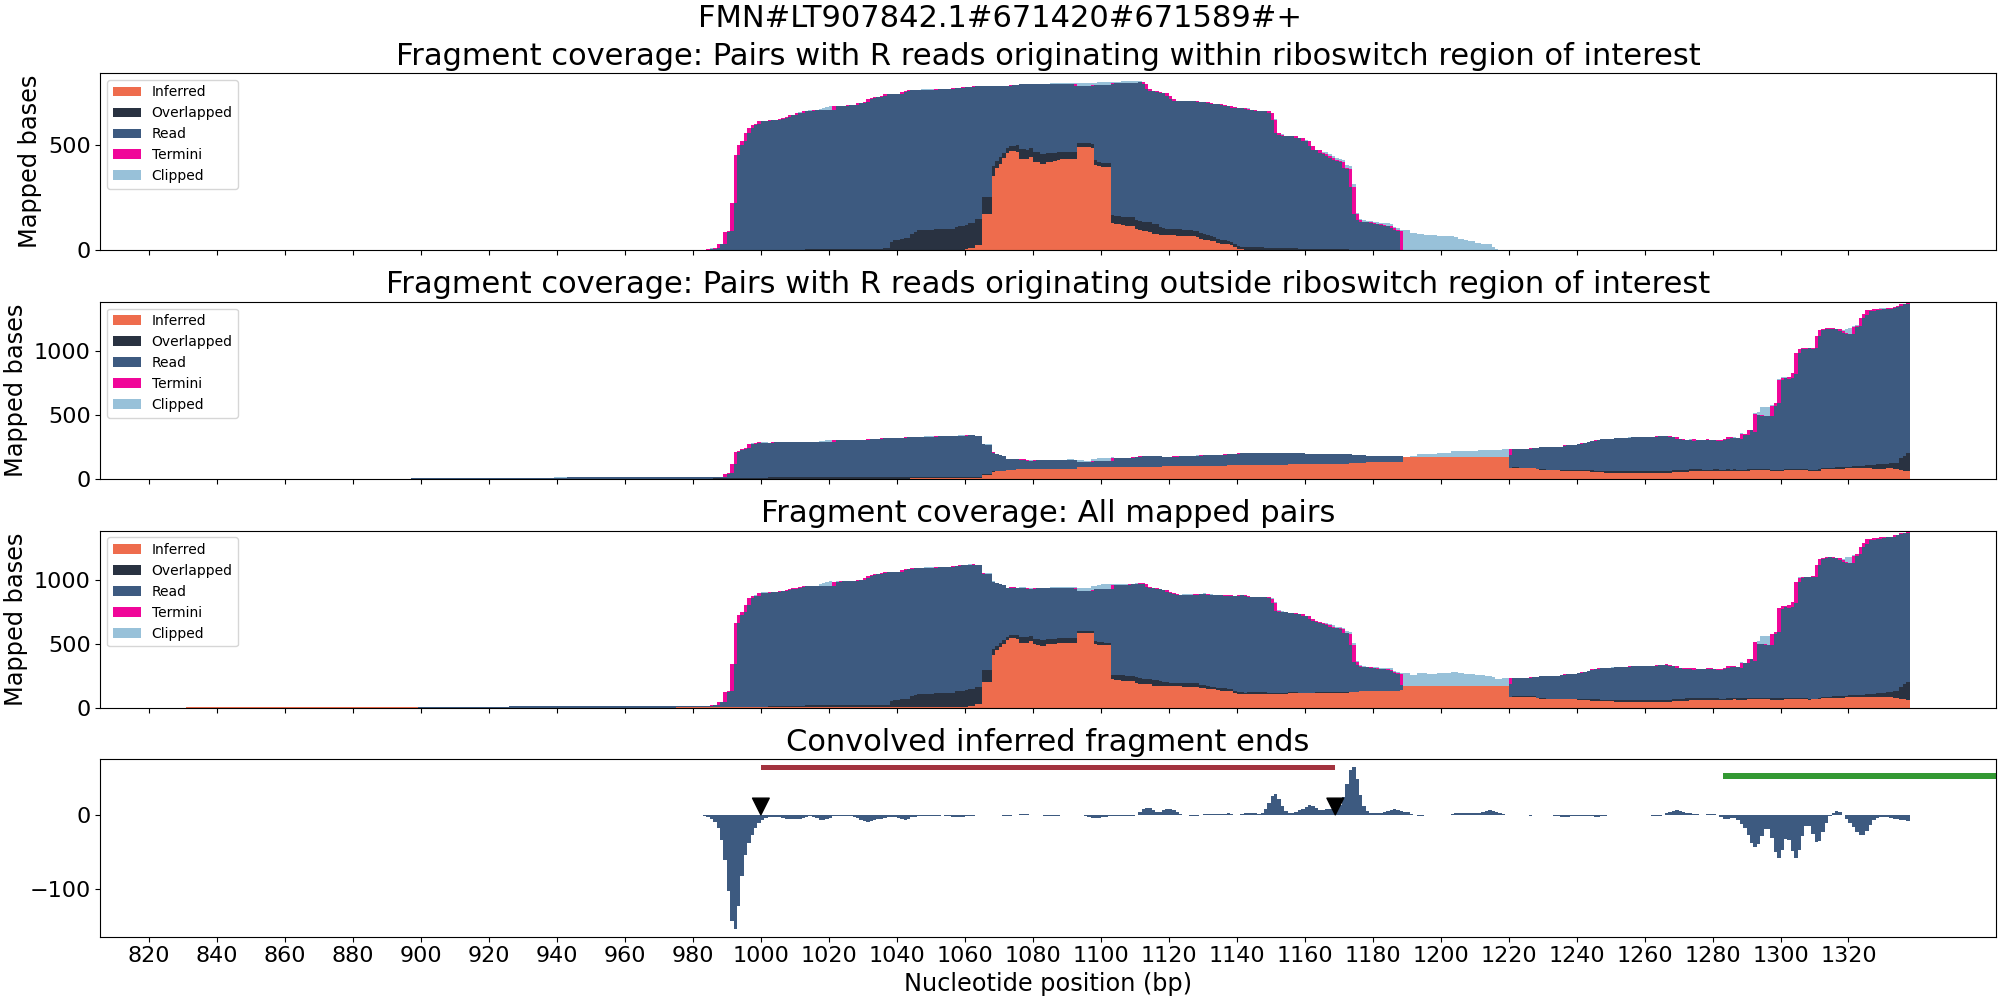 FMN#LT907842.1#671420#671589#+
Fragment coverage: Pairs with R reads originating within riboswitch region of interest
Mapped bases
500
0
Inferred
Overlapped
Read
Termini
Clipped
Fragment coverage: Pairs with R reads originating outside riboswitch region of interest
Mapped bases
1000
500
0
Inferred
Overlapped
Read
Termini
Clipped
Fragment coverage: All mapped pairs
Mapped bases
1000
500
0
Inferred
Overlapped
Read
Termini
Clipped
Convolved inferred fragment ends
0
−100
820 840 860 880 900 920 940 960 980 1000 1020 1040 1060 1080 1100 1120 1140 1160 1180 1200 1220 1240 1260 1280 1300 1320
Nucleotide position (bp)